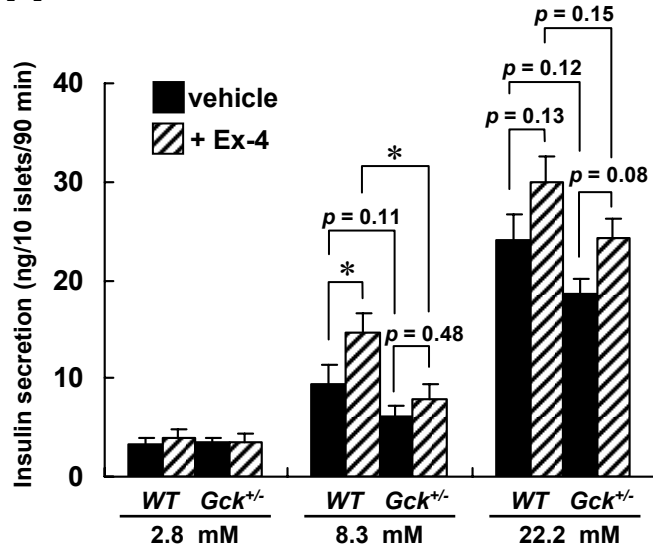 p = 0.15
p = 0.12
p = 0.13
p = 0.08
40
30
20
10
0
Insulin secretion (ng/10 islets/90 min)
vehicle
+ Ex-4
*
p = 0.11
*
p = 0.48
WT Gck+/- WT Gck+/- WT Gck+/-
2.8 mM 8.3 mM 22.2 mM